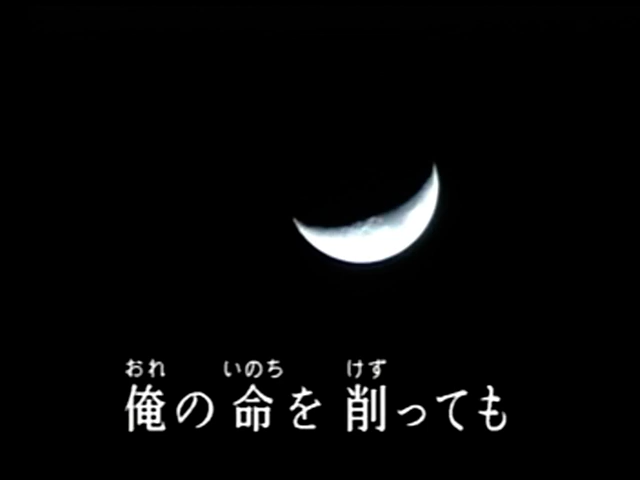 おれ いのち けず
俺の 命を 削っても